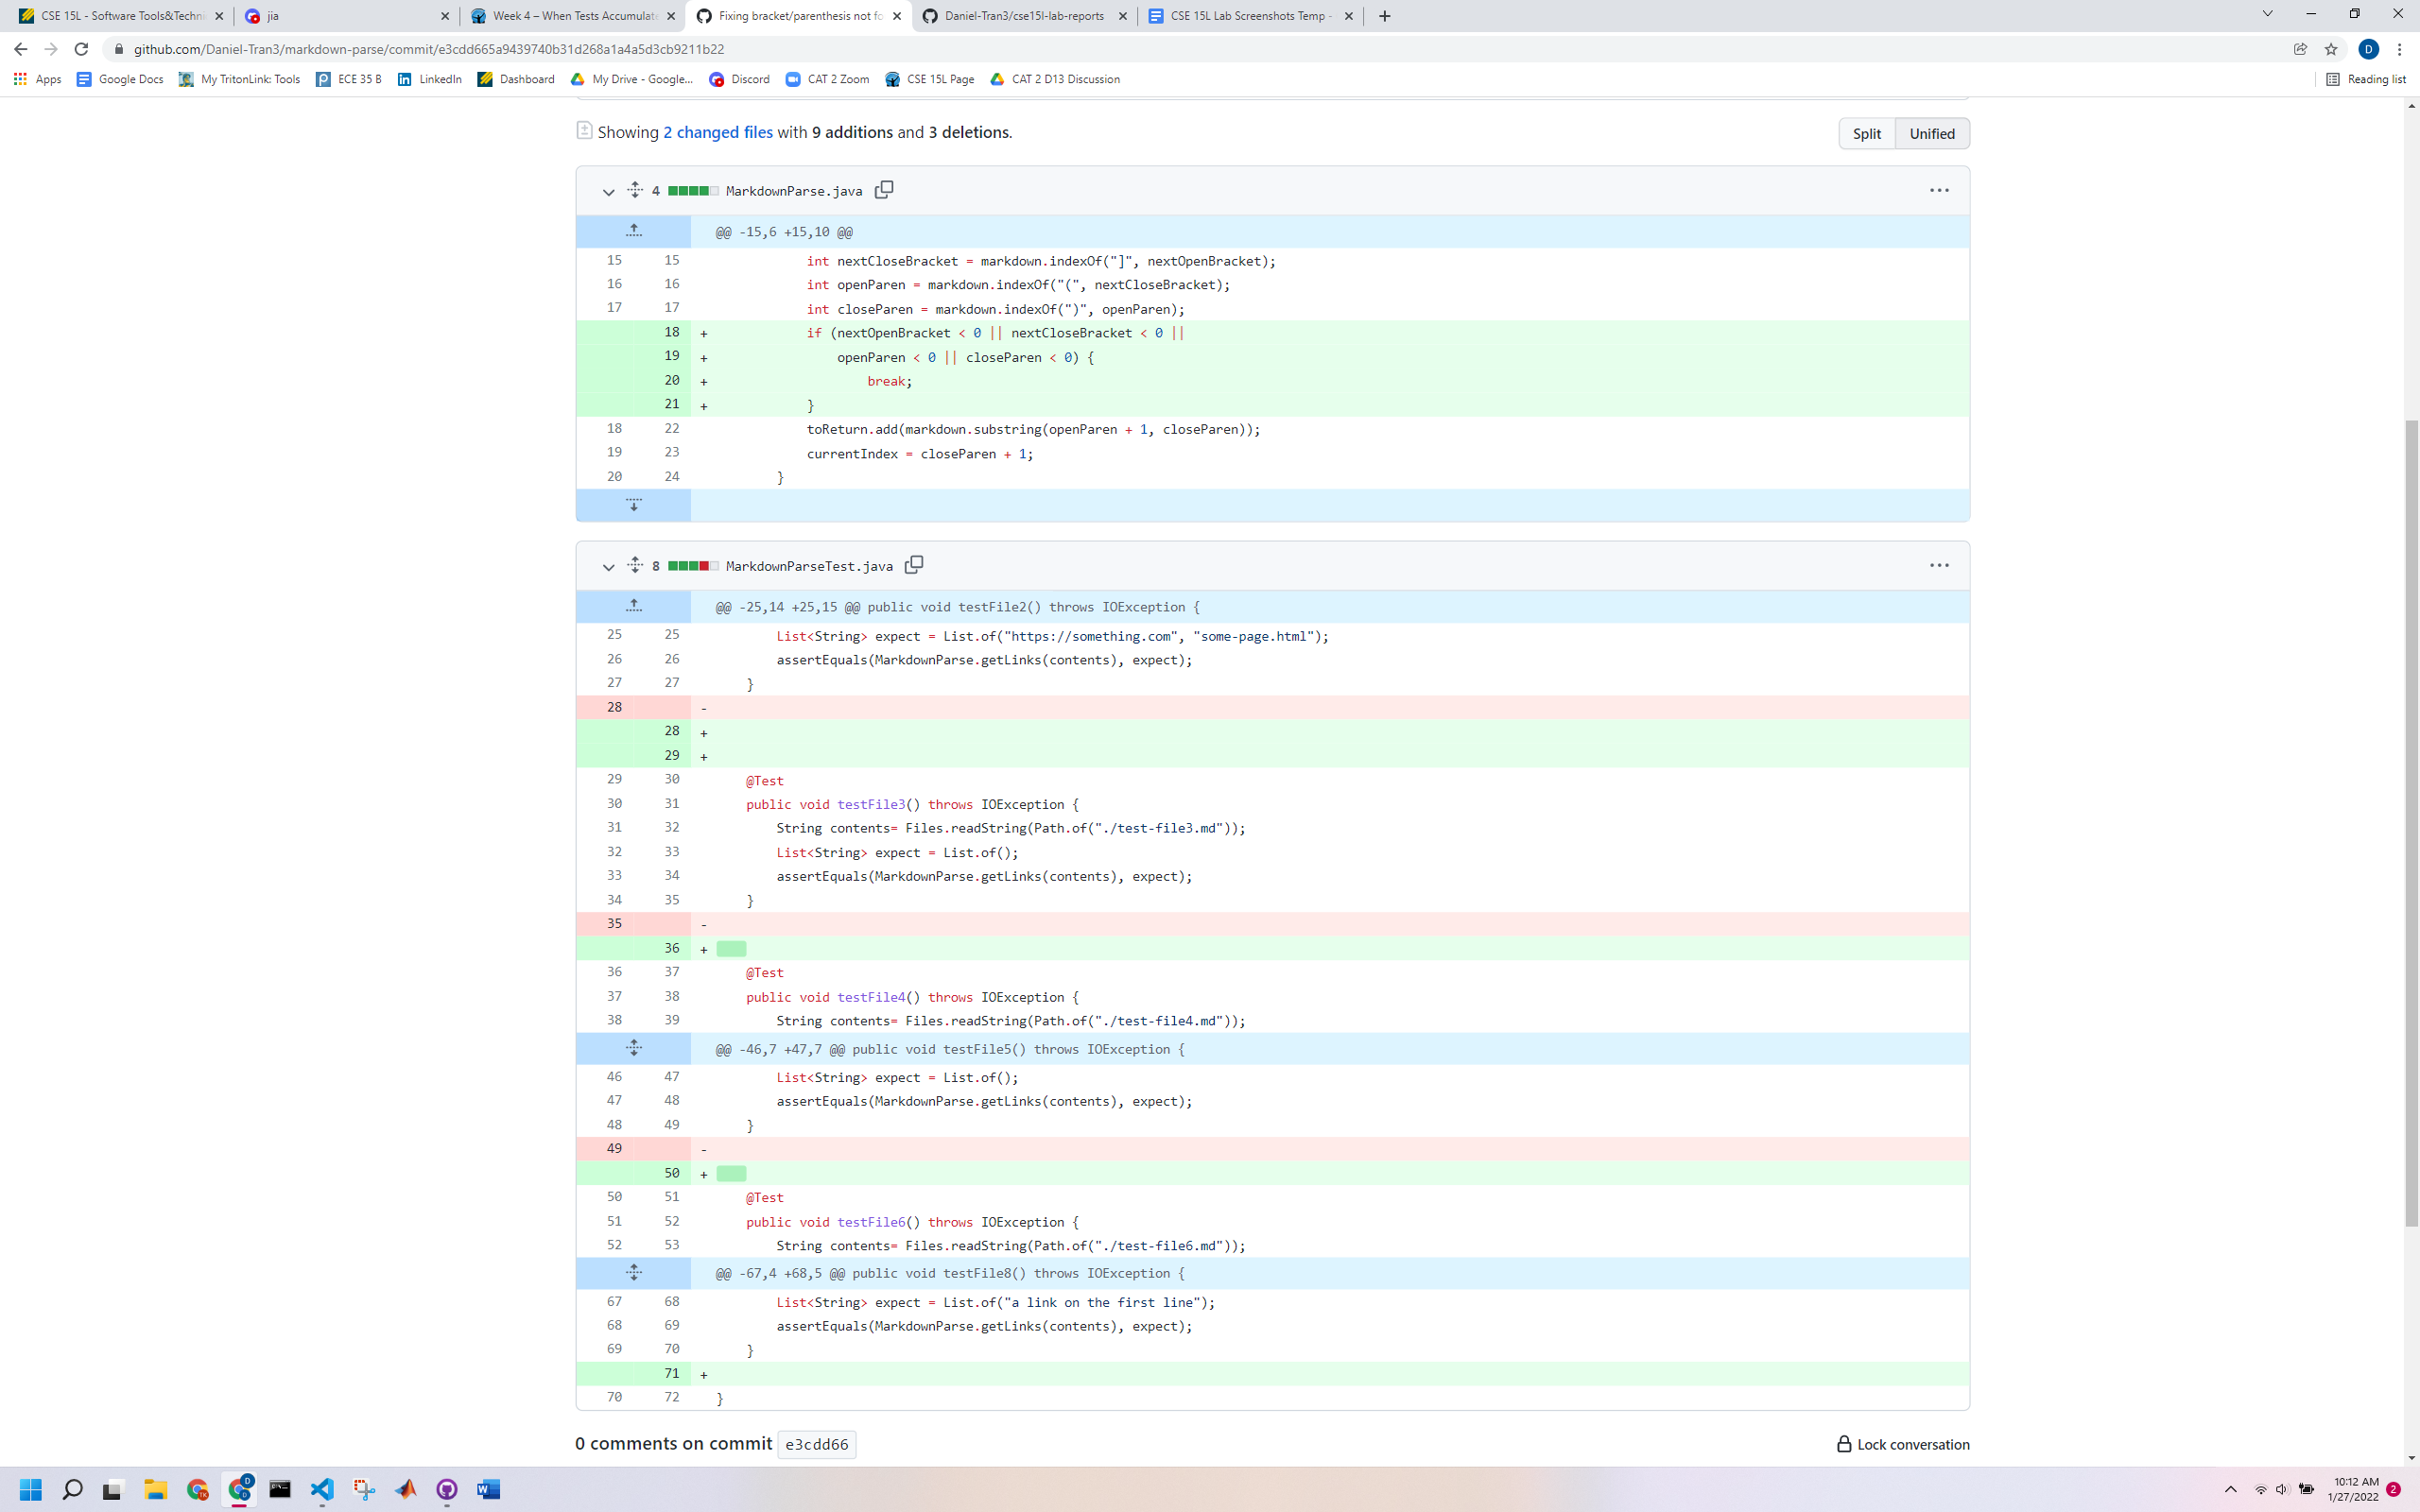 CSE 15L - Software Tools&Techni
jia
Week 4 – When Tests Accumulate
Fixing bracket/parenthesis not fo
Daniel-Tran3/cse15l-lab-reports
CSE 15L Lab Screenshots Temp -
github.com/Daniel-Tran3/markdown-parse/commit/e3cdd665a9439740b31d268a1a4a5d3cb9211b22
D
Apps
Google Docs
My TritonLink: Tools
ECE 35 B
LinkedIn
Dashboard
My Drive - Google...
Discord
CAT 2 Zoom
CSE 15L Page
CAT 2 D13 Discussion
Reading list
Showing 2 changed files with 9 additions and 3 deletions.
Split Unified
4 MarkdownParse.java
@@ -15,6 +15,10 @@
15 15 int nextCloseBracket = markdown.indexOf("]", nextOpenBracket);
16 16 int openParen = markdown.indexOf("(", nextCloseBracket);
17 17 int closeParen = markdown.indexOf(")", openParen);
18 + if (nextOpenBracket < 0 || nextCloseBracket < 0 ||
19 + openParen < 0 || closeParen < 0) {
20 + break;
21 + }
18 22 toReturn.add(markdown.substring(openParen + 1, closeParen));
19 23 currentIndex = closeParen + 1;
20 24 }
8 MarkdownParseTest.java
@@ -25,14 +25,15 @@ public void testFile2() throws IOException {
25 25 List<String> expect = List.of("https://something.com", "some-page.html");
26 26 assertEquals(MarkdownParse.getLinks(contents), expect);
27 27 }
28 -
28 +
29 +
29 30 @Test
30 31 public void testFile3() throws IOException {
31 32 String contents= Files.readString(Path.of("./test-file3.md"));
32 33 List<String> expect = List.of();
33 34 assertEquals(MarkdownParse.getLinks(contents), expect);
34 35 }
35 -
36 +
36 37 @Test
37 38 public void testFile4() throws IOException {
38 39 String contents= Files.readString(Path.of("./test-file4.md"));
@@ -46,7 +47,7 @@ public void testFile5() throws IOException {
46 47 List<String> expect = List.of();
47 48 assertEquals(MarkdownParse.getLinks(contents), expect);
48 49 }
49 -
50 +
50 51 @Test
51 52 public void testFile6() throws IOException {
52 53 String contents= Files.readString(Path.of("./test-file6.md"));
@@ -67,4 +68,5 @@ public void testFile8() throws IOException {
67 68 List<String> expect = List.of("a link on the first line");
68 69 assertEquals(MarkdownParse.getLinks(contents), expect);
69 70 }
71 +
70 72 }
0 comments on commit e3cdd66
Lock conversation
10:12 AM
1/27/2022
2